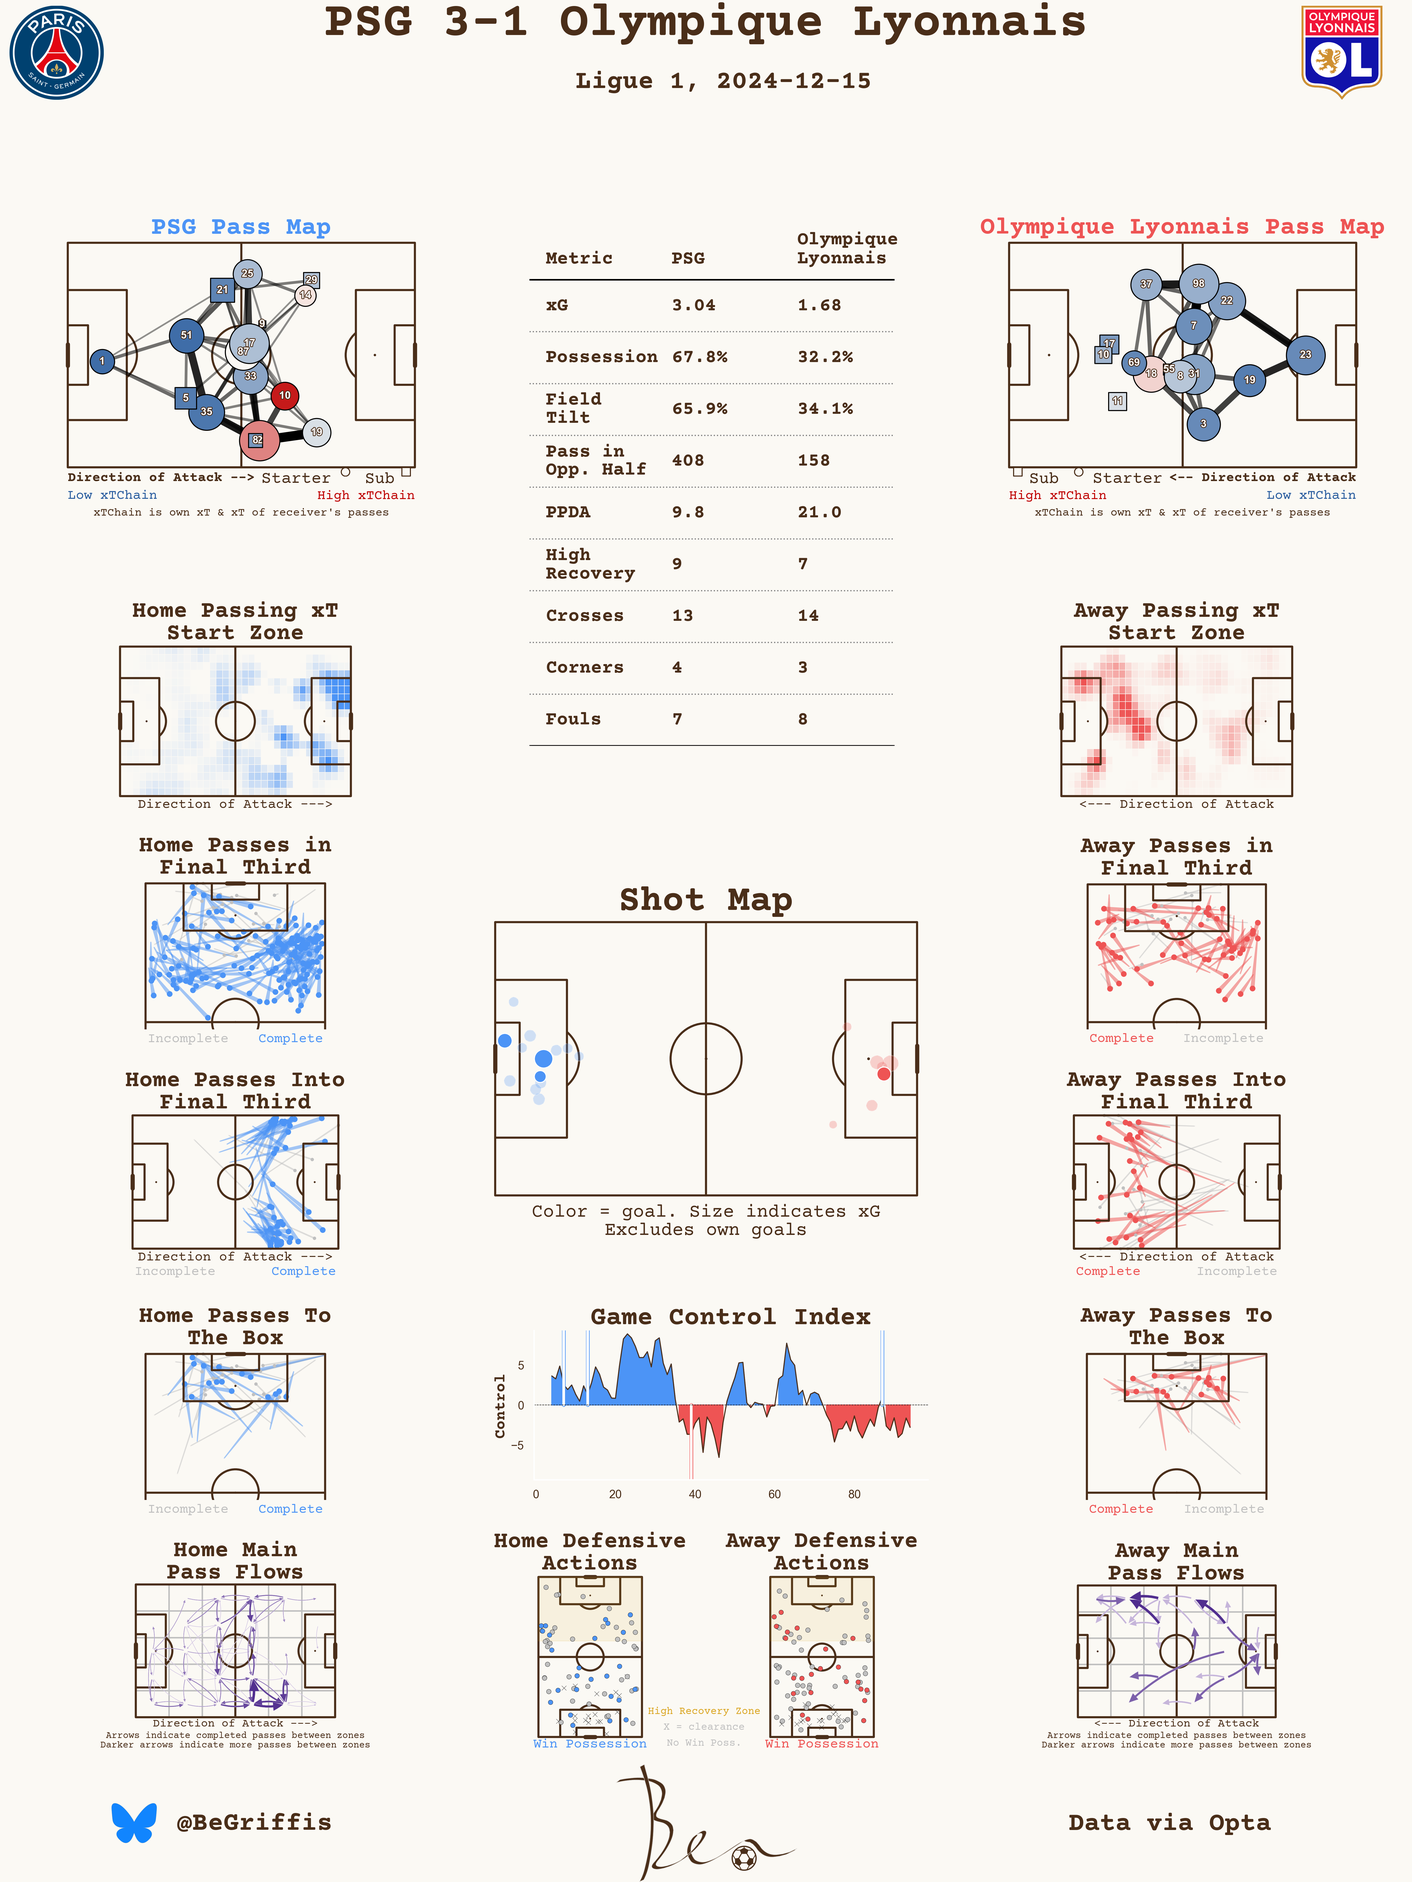 PSG 3-1 Olympique Lyonnais
Ligue 1, 2024-12-15
PARIS
SAINT-GERMAIN
OLYMPIQUE
LYONNAIS
OL
PSG Pass Map
25
29
21
14
9
51
17
87
1
33
10
5
35
82
19
Direction of Attack --> Starter Sub
Low xTChain High xTChain
xTChain is own xT & xT of receiver's passes
Metric PSG Olympique
Lyonnais
xG 3.04 1.68
Possession 67.8% 32.2%
Field
Tilt 65.9% 34.1%
Pass in
Opp. Half 408 158
PPDA 9.8 21.0
High
Recovery 9 7
Crosses 13 14
Corners 4 3
Fouls 7 8
Olympique Lyonnais Pass Map
37
98
22
7
17
10
69
23
55
18
8
31
19
11
3
Sub Starter <-- Direction of Attack
High xTChain Low xTChain
xTChain is own xT & xT of receiver's passes
Home Passing xT
Start Zone
Direction of Attack --->
Away Passing xT
Start Zone
<--- Direction of Attack
Home Passes in
Final Third
Incomplete Complete
Shot Map
Color = goal. Size indicates xG
Excludes own goals
Away Passes in
Final Third
Complete Incomplete
Home Passes Into
Final Third
Direction of Attack --->
Incomplete Complete
Away Passes Into
Final Third
<--- Direction of Attack
Complete Incomplete
Home Passes To
The Box
Incomplete Complete
Game Control Index
Control
5
0
−5
0 20 40 60 80
Away Passes To
The Box
Complete Incomplete
Home Main
Pass Flows
Direction of Attack --->
Arrows indicate completed passes between zones
Darker arrows indicate more passes between zones
Home Defensive
Actions
Win Possession
High Recovery Zone
X = clearance
No Win Poss.
Away Defensive
Actions
Win Possession
Away Main
Pass Flows
<--- Direction of Attack
Arrows indicate completed passes between zones
Darker arrows indicate more passes between zones
@BeGriffis
Ben
Data via Opta